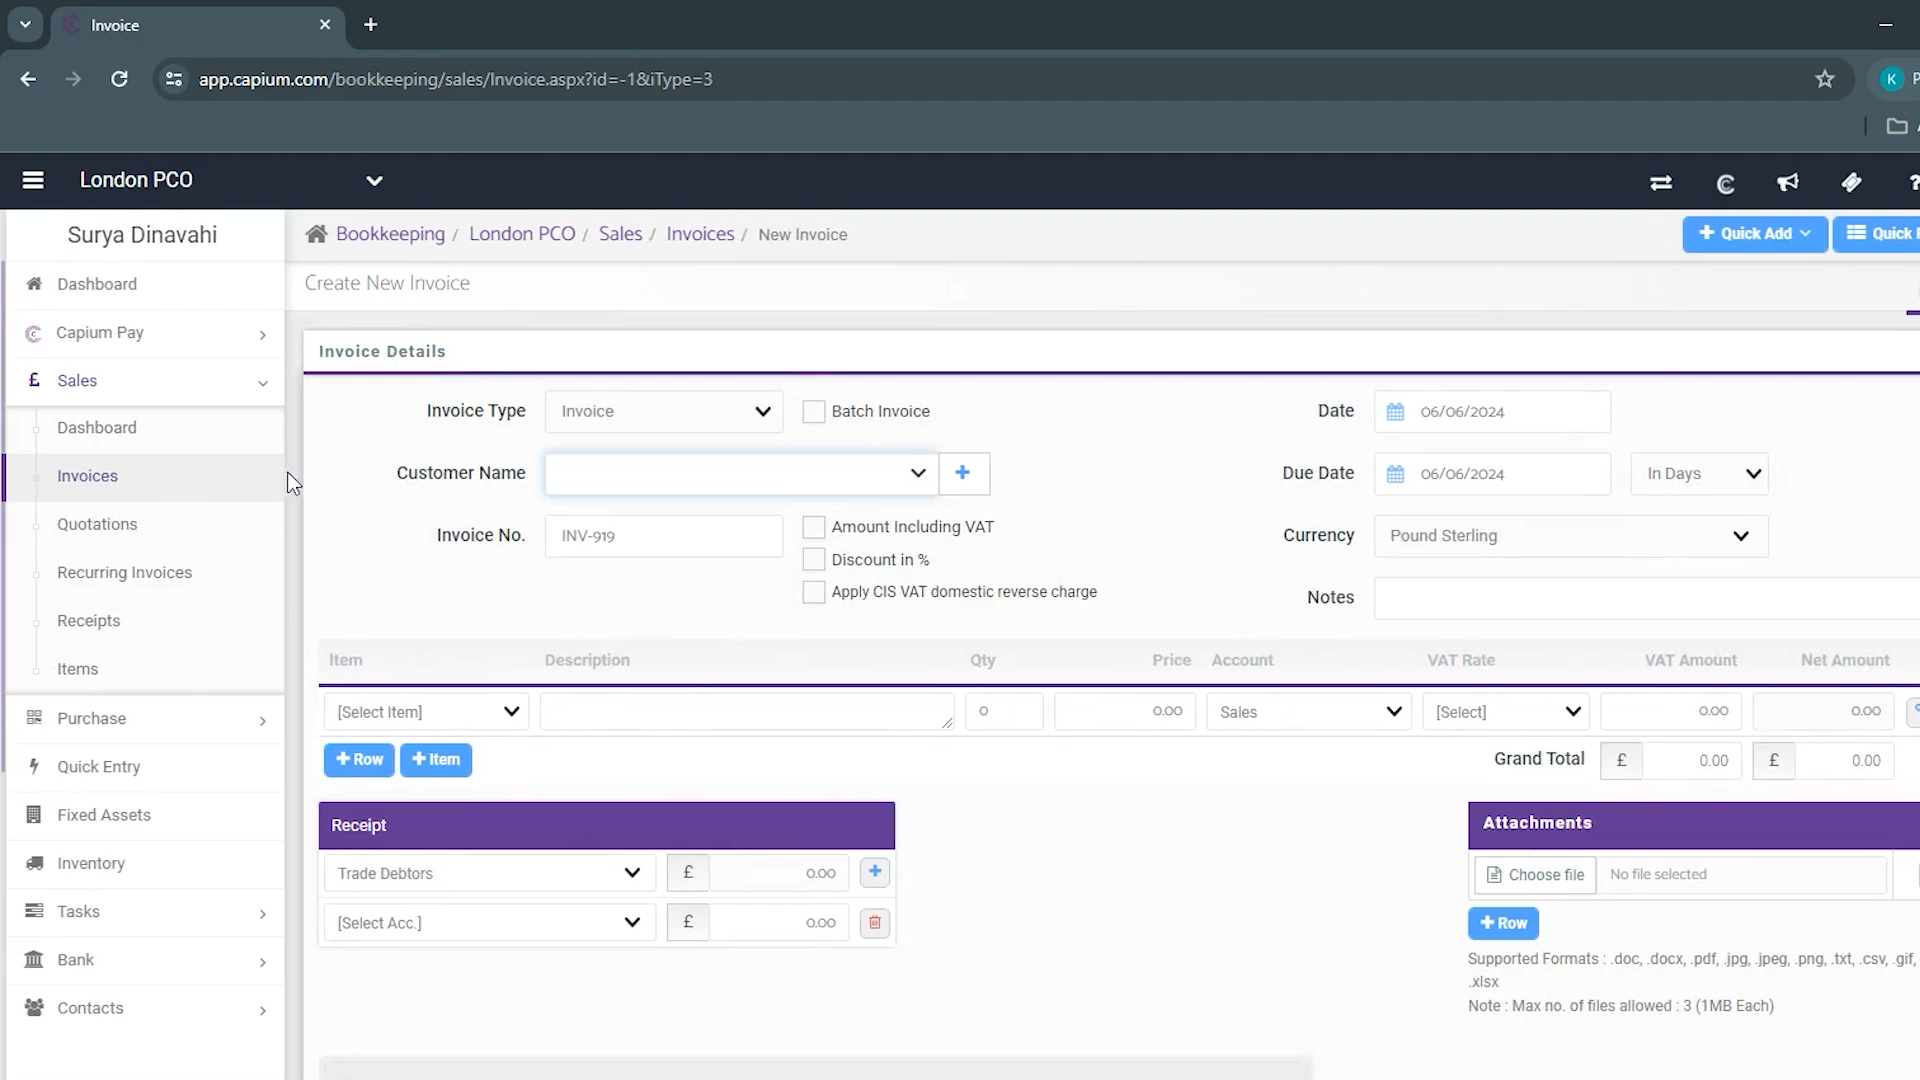 Invoice
app.capium.com/bookkeeping/sales/Invoice.aspx?id=-1&iType=3
K
London PCO
Surya Dinavahi
Bookkeeping / London PCO / Sales / Invoices / New Invoice
+ Quick Add
Quick
Create New Invoice
Dashboard
Capium Pay
£ Sales
Dashboard
Invoices
Quotations
Recurring Invoices
Receipts
Items
Purchase
Quick Entry
Fixed Assets
Inventory
Tasks
Bank
Contacts
Invoice Details
Invoice Type Invoice Batch Invoice Date 06/06/2024
Customer Name + Due Date 06/06/2024 In Days
Invoice No. INV-919 Amount Including VAT Currency Pound Sterling
Discount in %
Apply CIS VAT domestic reverse charge Notes
Item Description Qty Price Account VAT Rate VAT Amount Net Amount
[Select Item] 0 0.00 Sales [Select] 0.00 0.00
+ Row + Item Grand Total £ 0.00 £ 0.00
Receipt
Trade Debtors £ 0.00 +
[Select Acc.] £ 0.00
Attachments
Choose file No file selected
+ Row
Supported Formats : .doc, .docx, .pdf, .jpg, .jpeg, .png, .txt, .csv, .gif,
.xlsx
Note : Max no. of files allowed : 3 (1MB Each)